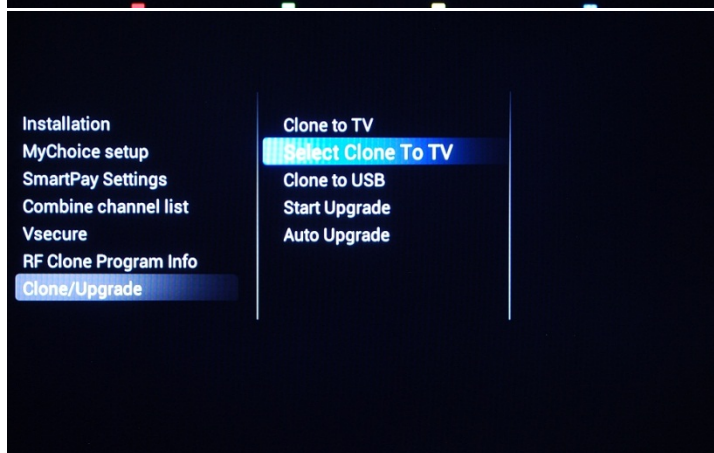 Installation
MyChoice setup
SmartPay Settings
Combine channel list
Vsecure
RF Clone Program Info
Clone/Upgrade
Clone to TV
Select Clone To TV
Clone to USB
Start Upgrade
Auto Upgrade